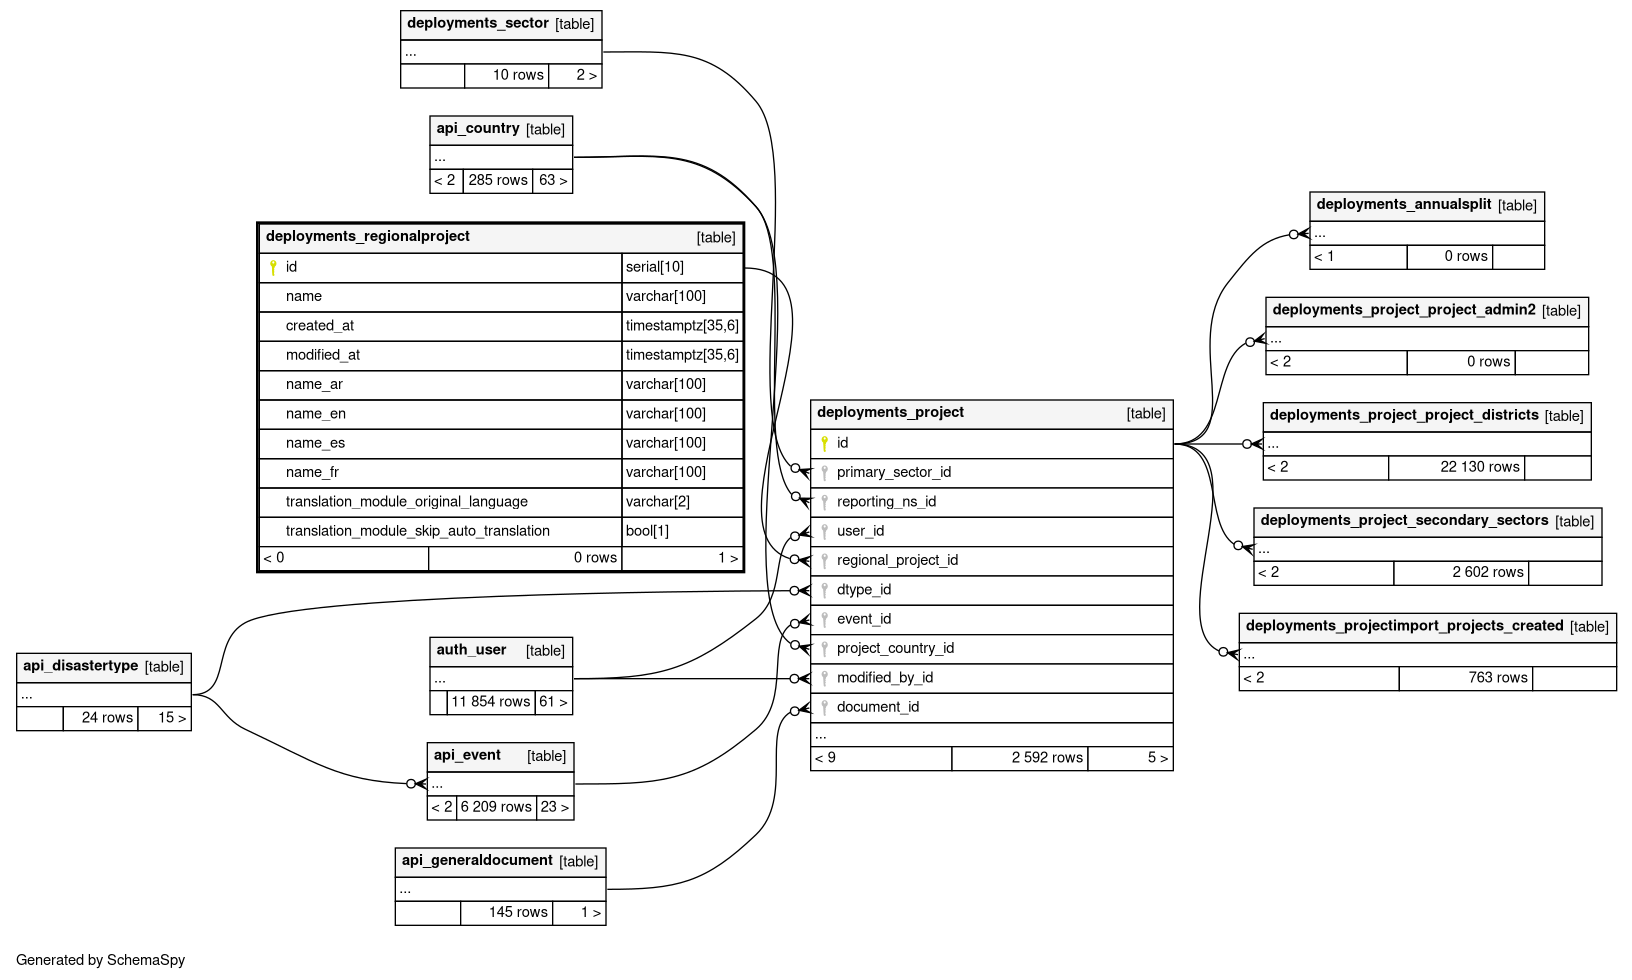 deployments_sector [table]
...
10 rows 2 >
api_country [table]
...
< 2 285 rows 63 >
deployments_regionalproject [table]
id serial[10]
name varchar[100]
created_at timestamptz[35,6]
modified_at timestamptz[35,6]
name_ar varchar[100]
name_en varchar[100]
name_es varchar[100]
name_fr varchar[100]
translation_module_original_language varchar[2]
translation_module_skip_auto_translation bool[1]
< 0 0 rows 1 >
api_disastertype [table]
...
24 rows 15 >
auth_user [table]
...
11 854 rows 61 >
api_event [table]
...
< 2 6 209 rows 23 >
api_generaldocument [table]
...
145 rows 1 >
deployments_project [table]
id
primary_sector_id
reporting_ns_id
user_id
regional_project_id
dtype_id
event_id
project_country_id
modified_by_id
document_id
...
< 9 2 592 rows 5 >
deployments_annualsplit [table]
...
< 1 0 rows
deployments_project_project_admin2 [table]
...
< 2 0 rows
deployments_project_project_districts [table]
...
< 2 22 130 rows
deployments_project_secondary_sectors [table]
...
< 2 2 602 rows
deployments_projectimport_projects_created [table]
...
< 2 763 rows
Generated by SchemaSpy